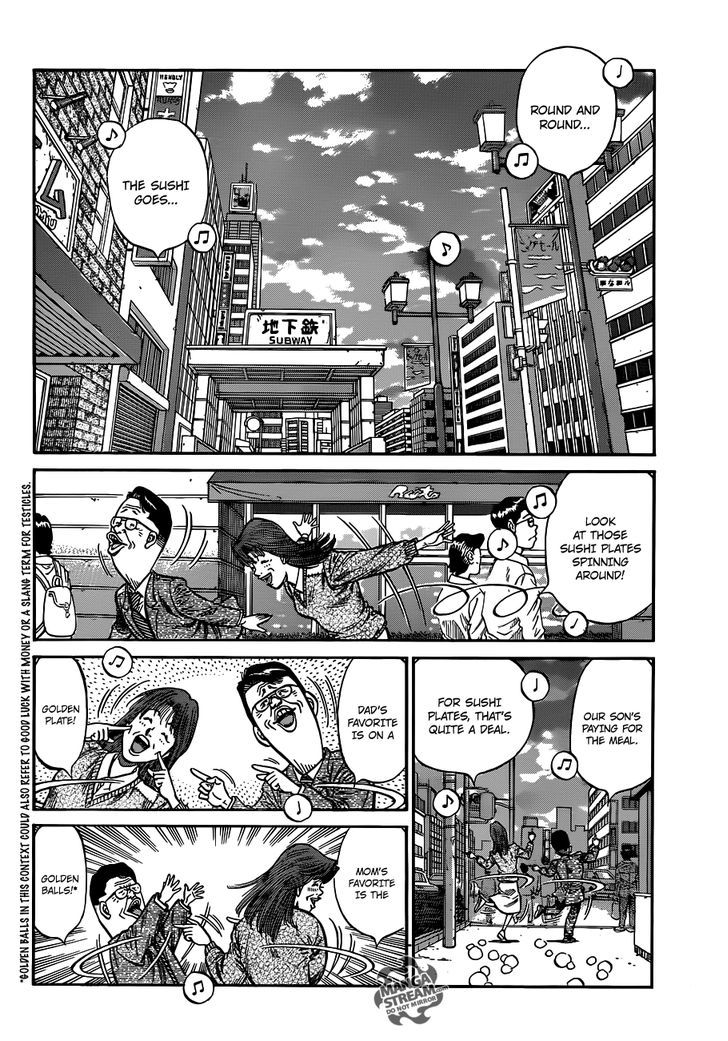 ROUND AND
ROUND...
THE SUSHI
GOES...
地下鉄
SUBWAY
LOOK
AT THOSE
SUSHI PLATES
SPINNING
AROUND!
DAD'S
FAVORITE
IS ON A
GOLDEN
PLATE!
MOM'S
FAVORITE
IS THE
GOLDEN
BALLS!*
OUR SON'S
PAYING FOR
THE MEAL.
FOR SUSHI
PLATES, THAT'S
QUITE A DEAL.
*GOLDEN BALLS IN THIS CONTEXT COULD ALSO REFER TO GOOD LUCK WITH MONEY OR A SLANG TERM FOR TESTICLES.
MANGA
STREAM.com
DO NOT MIRROR